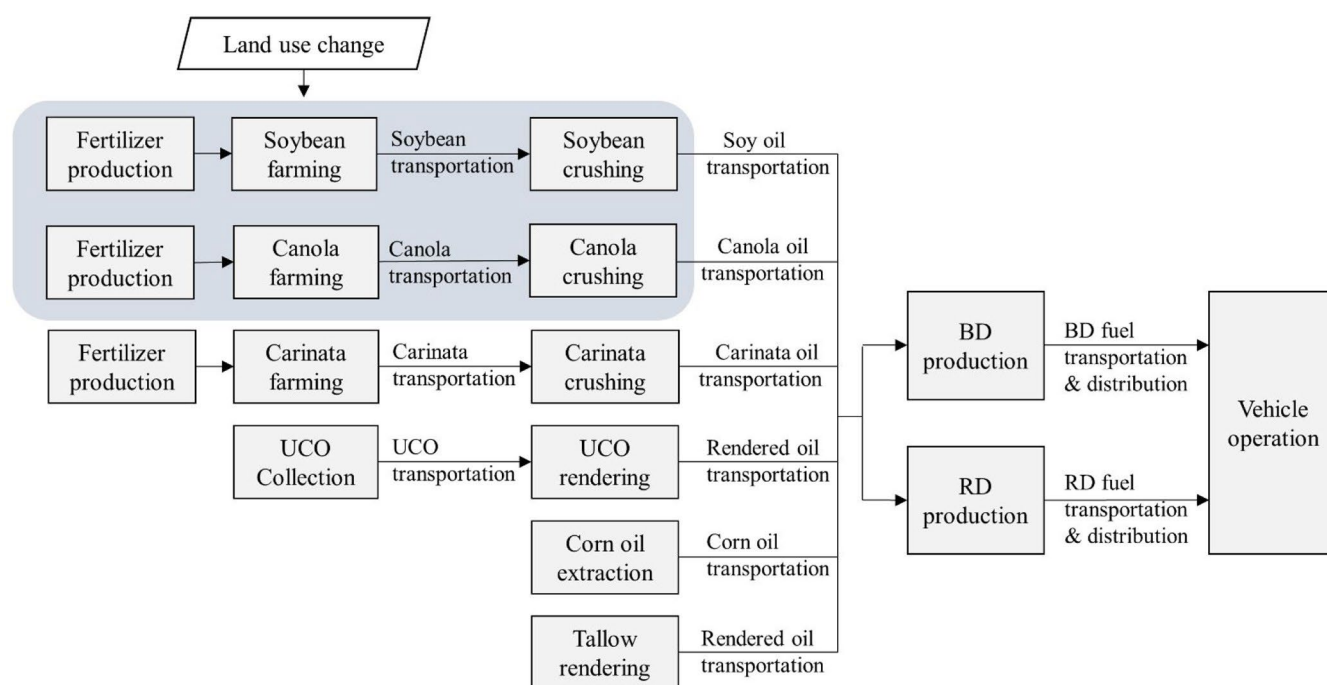 Land use change
Fertilizer
production
Soybean
farming
Soybean
transportation
Soybean
crushing
Soy oil
transportation
Fertilizer
production
Canola
farming
Canola
transportation
Canola
crushing
Canola oil
transportation
Fertilizer
production
Carinata
farming
Carinata
transportation
Carinata
crushing
Carinata oil
transportation
UCO
Collection
UCO
transportation
UCO
rendering
Rendered oil
transportation
Corn oil
extraction
Corn oil
transportation
Tallow
rendering
Rendered oil
transportation
BD
production
BD fuel
transportation
& distribution
RD
production
RD fuel
transportation
& distribution
Vehicle
operation